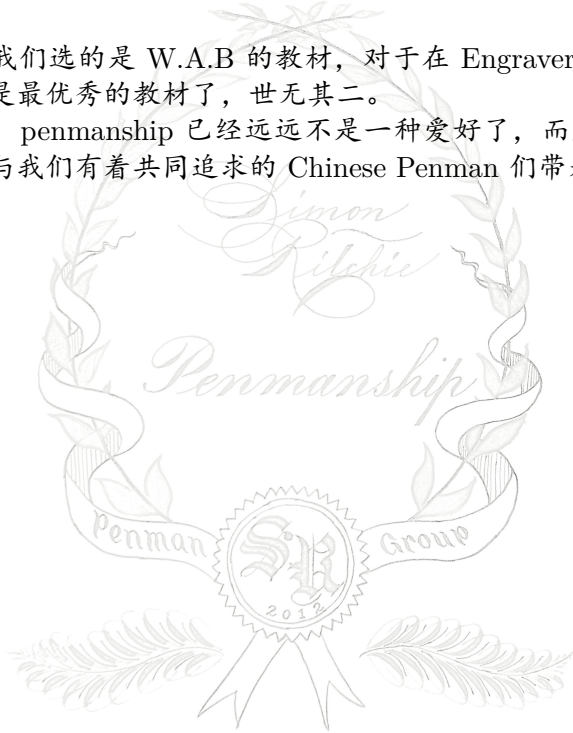 我们选的是 W.A.B 的教材，对于在 Engraver
是最优秀的教材了，世无其二。
penmanship 已经远远不是一种爱好了，而
与我们有着共同追求的 Chinese Penman 们带
Simon
Ritchie
Penmanship
Penman Group
SR
2012